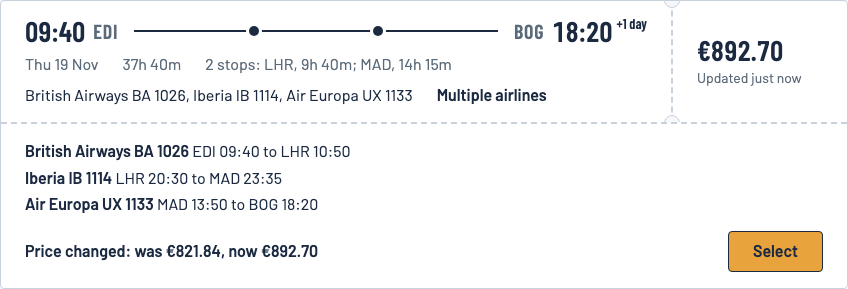 09:40 EDI BOG 18:20 +1 day
Thu 19 Nov 37h 40m 2 stops: LHR, 9h 40m; MAD, 14h 15m
British Airways BA 1026, Iberia IB 1114, Air Europa UX 1133 Multiple airlines
€892.70
Updated just now
British Airways BA 1026 EDI 09:40 to LHR 10:50
Iberia IB 1114 LHR 20:30 to MAD 23:35
Air Europa UX 1133 MAD 13:50 to BOG 18:20
Price changed: was €821.84, now €892.70
Select